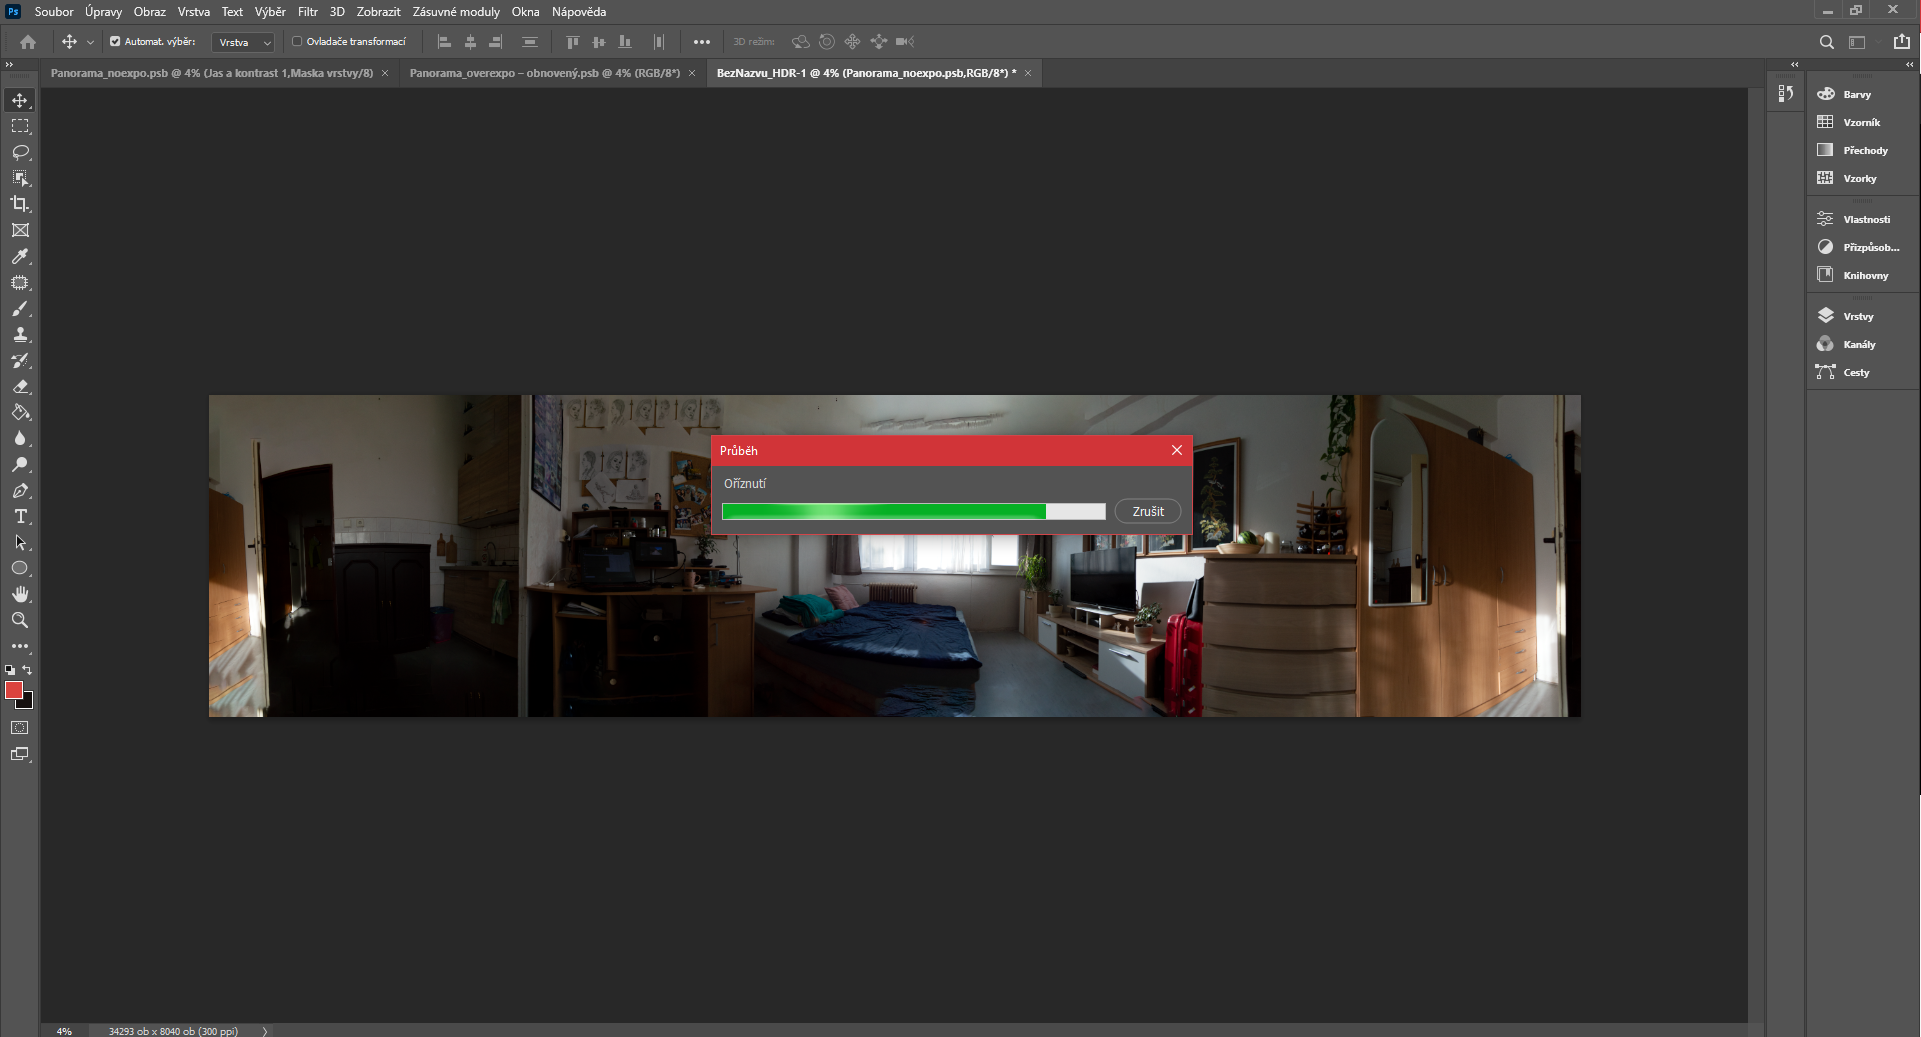 Ps Soubor Úpravy Obraz Vrstva Text Výběr Filtr 3D Zobrazit Zásuvné moduly Okna Nápověda
Automat. výběr: Vrstva Ovladače transformací 3D režim:
Panorama_noexpo.psb @ 4% (Jas a kontrast 1,Maska vrstvy/8) Panorama_overexpo – obnovený.psb @ 4% (RGB/8*) BezNazvu_HDR-1 @ 4% (Panorama_noexpo.psb,RGB/8*) *
Barvy
Vzorník
Přechody
Vzorky
Vlastnosti
Přizpůsob...
Knihovny
Vrstvy
Kanály
Cesty
Průběh
Oříznutí
Zrušit
4% 34293 ob x 8040 ob (300 ppi)